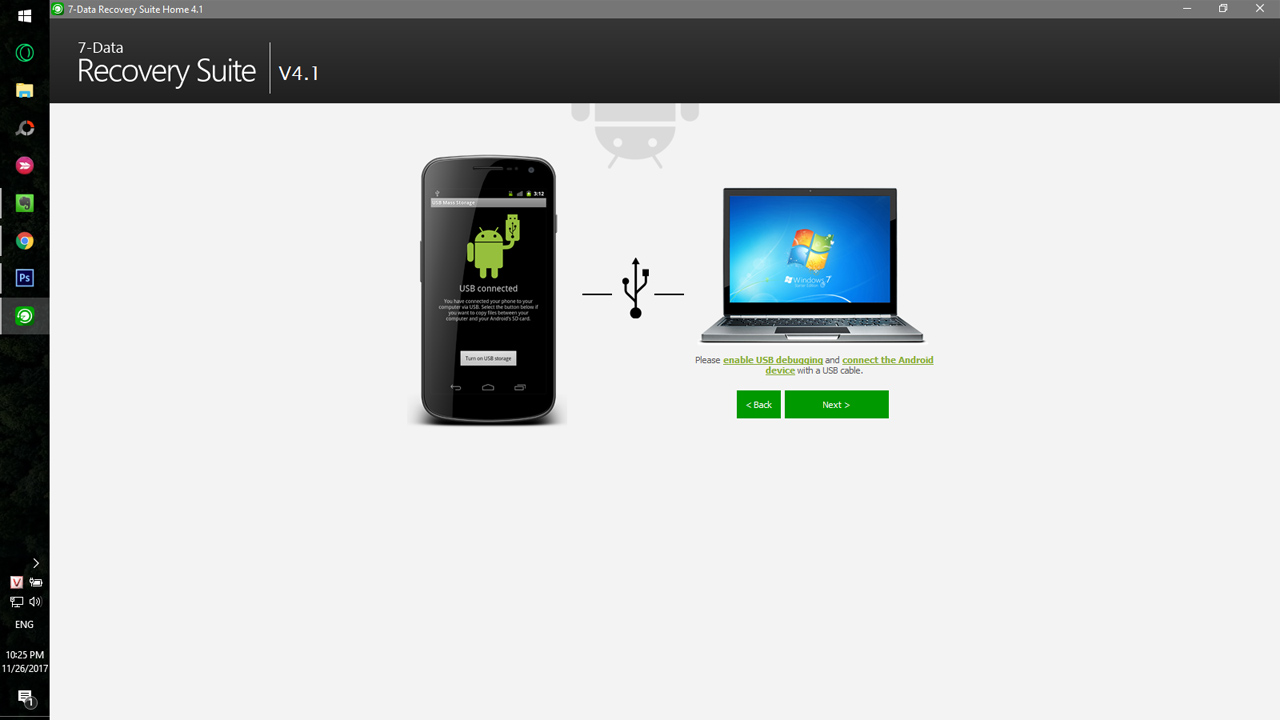 7-Data Recovery Suite Home 4.1
7-Data
Recovery Suite
V4.1
3:12
USB Mass Storage
USB connected
You have connected your phone to your
computer via USB. Select the button below if
you want to copy files between your
computer and your Android's SD-card.
Turn on USB storage
Windows 7
Please enable USB debugging and connect the Android
device with a USB cable.
< Back
Next >
Ps
V
ENG
10:25 PM
11/26/2017
1